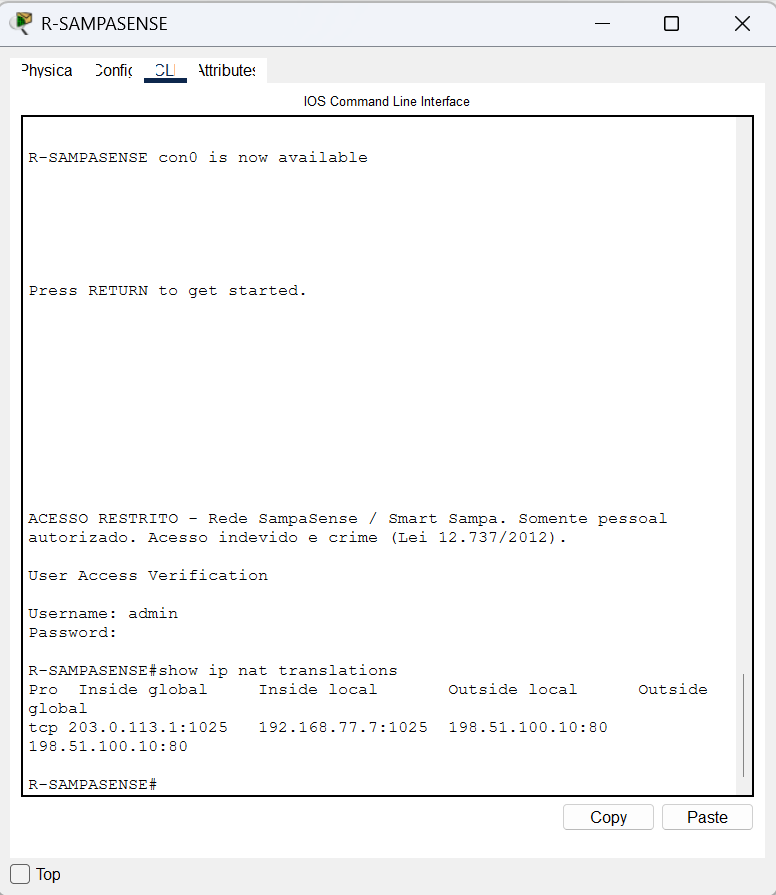 R-SAMPASENSE
Physical Config CLI Attributes
IOS Command Line Interface
R-SAMPASENSE con0 is now available
Press RETURN to get started.
ACESSO RESTRITO - Rede SampaSense / Smart Sampa. Somente pessoal
autorizado. Acesso indevido e crime (Lei 12.737/2012).
User Access Verification
Username: admin
Password:
R-SAMPASENSE#show ip nat translations
Pro  Inside global     Inside local       Outside local      Outside
global
tcp 203.0.113.1:1025   192.168.77.7:1025  198.51.100.10:80
198.51.100.10:80
R-SAMPASENSE#
Copy Paste
Top